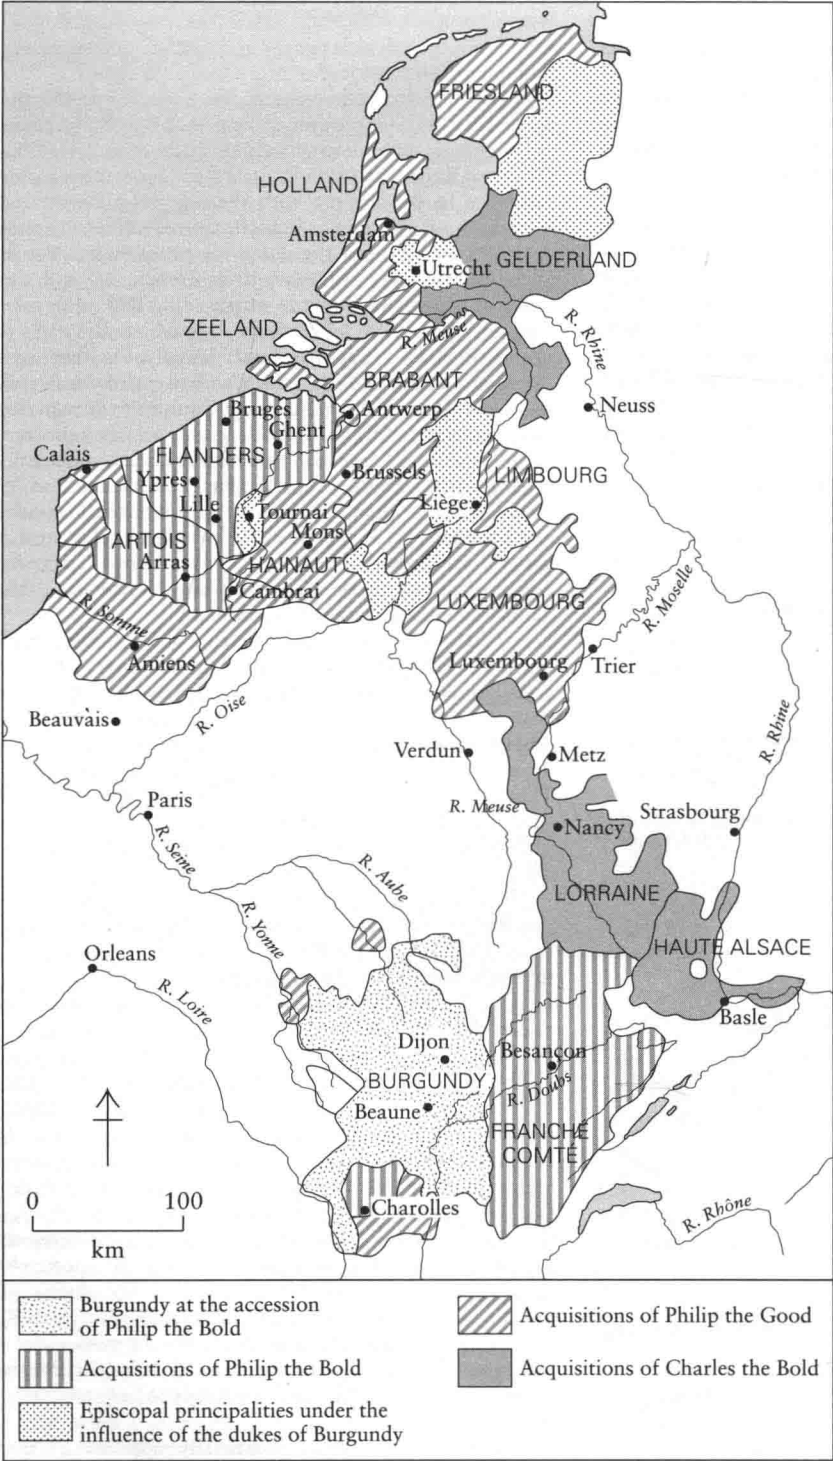 FRIESLAND
HOLLAND
Amsterdam
Utrecht
GELDERLAND
ZEELAND
R. Meuse
R. Rhine
BRABANT
Bruges
Antwerp
Neuss
Ghent
Calais
FLANDERS
Ypres
Brussels
LIMBOURG
Lille
Liège
Tournai
ARTOIS
Mons
Arras
HAINAUT
Cambrai
LUXEMBOURG
R. Somme
R. Moselle
Amiens
Luxembourg
Trier
Beauvàis
R. Oise
R. Rhine
Verdun
Metz
Paris
R. Meuse
Strasbourg
Nancy
R. Seine
R. Aube
LORRAINE
R. Yonne
HAUTE ALSACE
Orleans
R. Loire
Basle
Dijon
Besançon
BURGUNDY
R. Doubs
Beaune
FRANCHÉ
COMTÉ
0 100
km
Charolles
R. Rhône
Burgundy at the accession
of Philip the Bold
Acquisitions of Philip the Bold
Episcopal principalities under the
influence of the dukes of Burgundy
Acquisitions of Philip the Good
Acquisitions of Charles the Bold